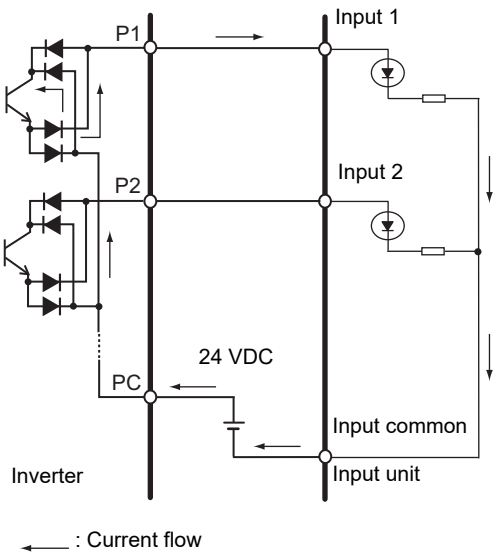 Input 1
P1
Input 2
P2
24 VDC
PC
Input common
Inverter
Input unit
: Current flow